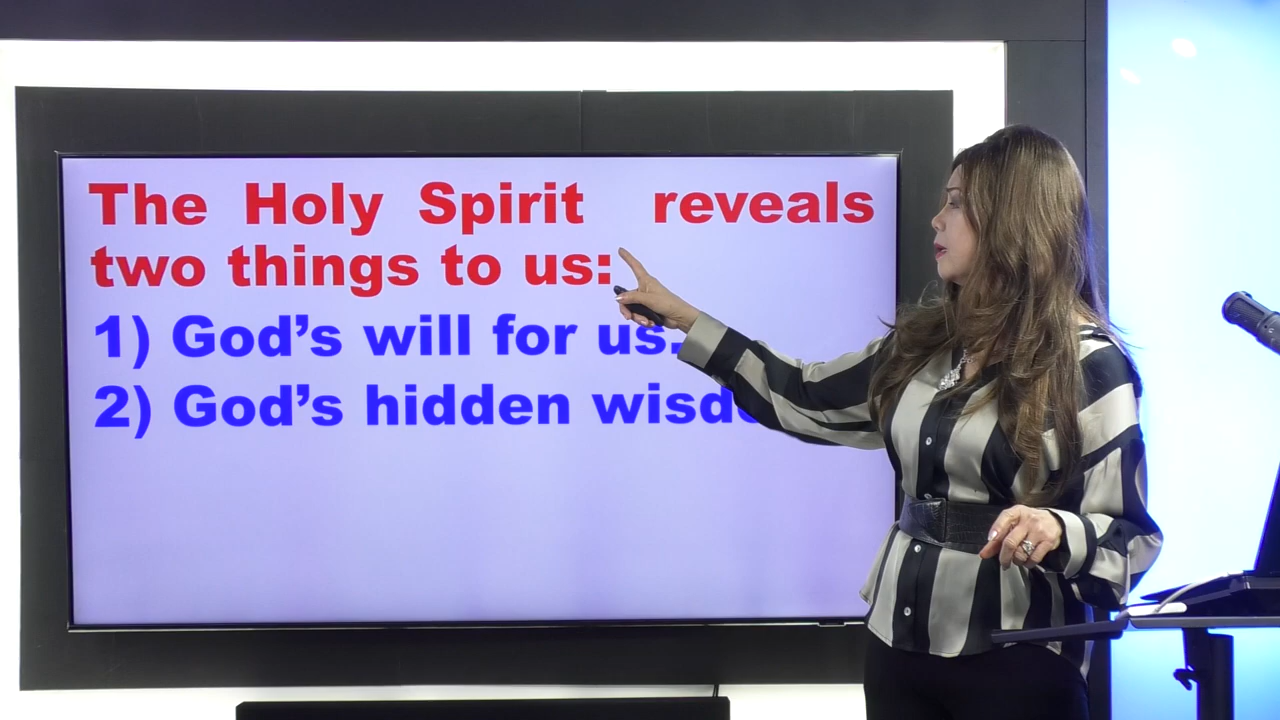 The Holy Spirit reveals
two things to us:
1) God’s will for us.
2) God’s hidden